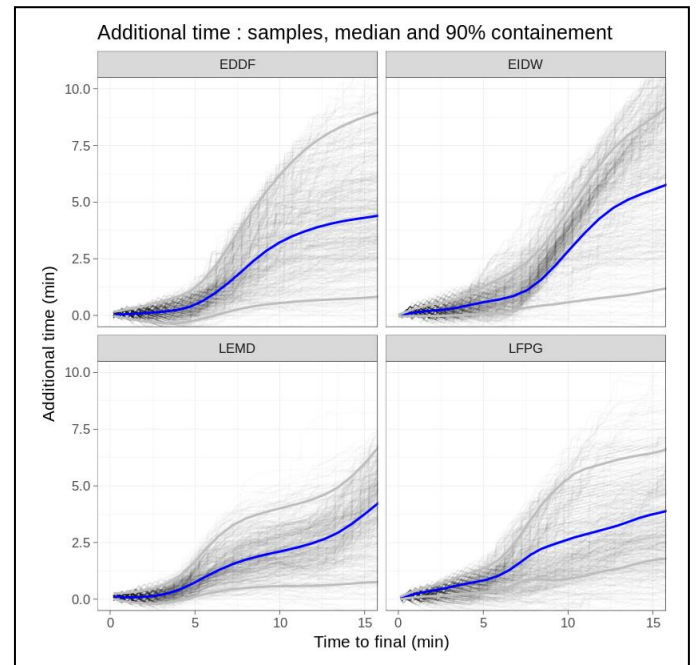 Additional time : samples, median and 90% containement
EDDF
EIDW
10.0
7.5
5.0
2.5
0.0
Additional time (min)
LEMD
LFPG
10.0
7.5
5.0
2.5
0.0
0
5
10
15
0
5
10
15
Time to final (min)